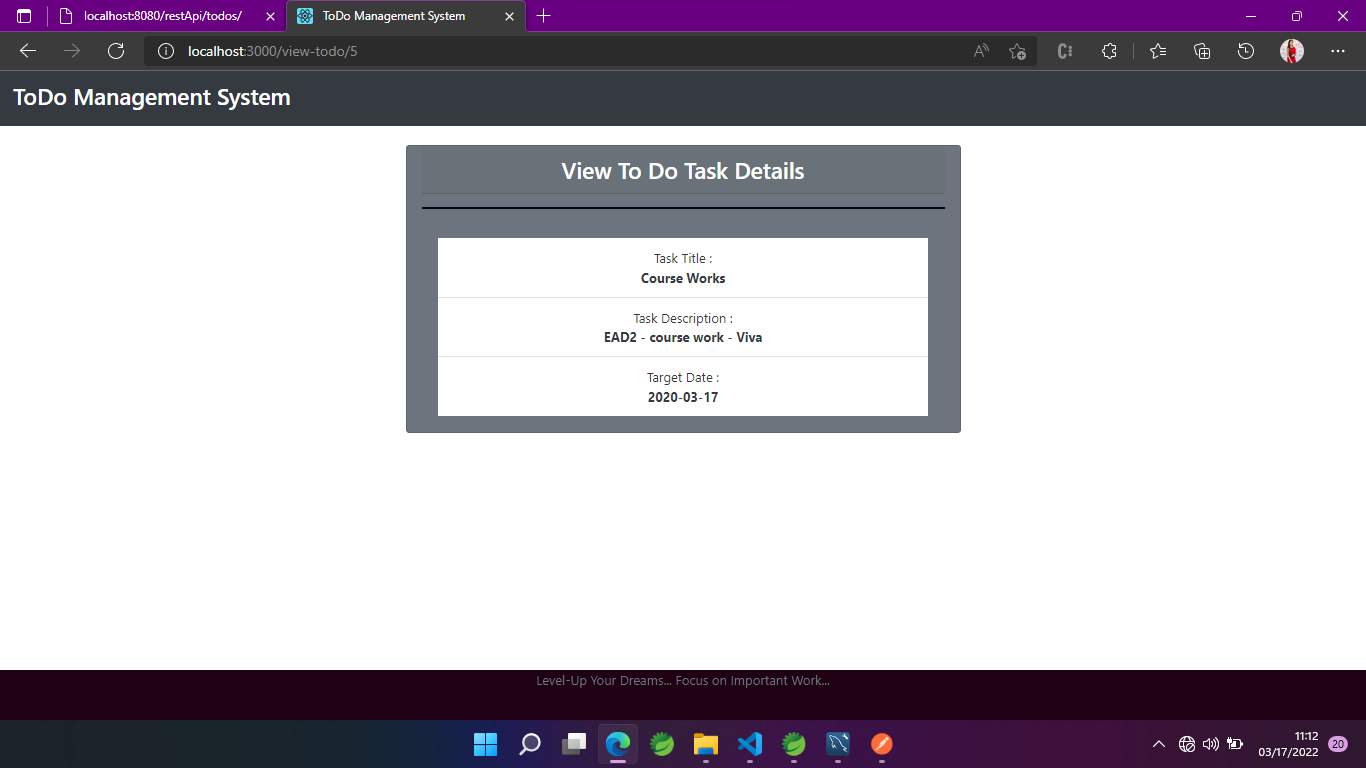 localhost:8080/restApi/todos/
ToDo Management System
localhost:3000/view-todo/5
ToDo Management System
View To Do Task Details
Task Title :
Course Works
Task Description :
EAD2 - course work - Viva
Target Date :
2020-03-17
Level-Up Your Dreams... Focus on Important Work...
11:12
03/17/2022
20